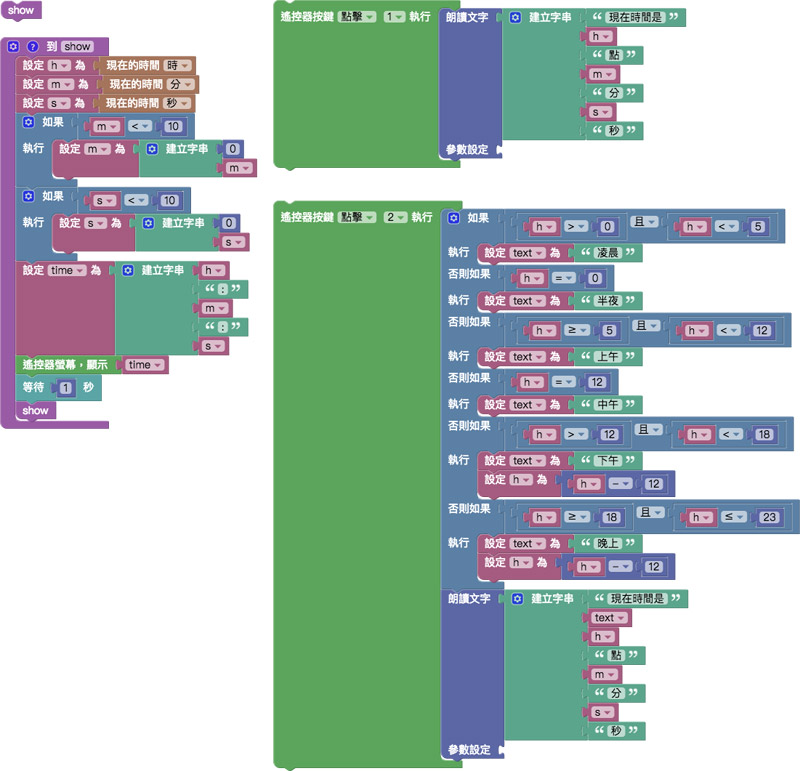 show
到 show
設定 h 為 現在的時間 時
設定 m 為 現在的時間 分
設定 s 為 現在的時間 秒
如果 m < 10
執行 設定 m 為 建立字串 0
m
如果 s < 10
執行 設定 s 為 建立字串 0
s
設定 time 為 建立字串 h
“ : ”
m
“ : ”
s
遙控器螢幕，顯示 time
等待 1 秒
show
遙控器按鍵 點擊 1 執行 朗讀文字 建立字串 “ 現在時間是 ”
h
“ 點 ”
m
“ 分 ”
s
“ 秒 ”
參數設定
遙控器按鍵 點擊 2 執行 如果 h > 0 且 h < 5
執行 設定 text 為 “ 凌晨 ”
否則如果 h = 0
執行 設定 text 為 “ 半夜 ”
否則如果 h ≥ 5 且 h < 12
執行 設定 text 為 “ 上午 ”
否則如果 h = 12
執行 設定 text 為 “ 中午 ”
否則如果 h > 12 且 h < 18
執行 設定 text 為 “ 下午 ”
設定 h 為 h - 12
否則如果 h ≥ 18 且 h ≤ 23
執行 設定 text 為 “ 晚上 ”
設定 h 為 h - 12
朗讀文字 建立字串 “ 現在時間是 ”
text
h
“ 點 ”
m
“ 分 ”
s
“ 秒 ”
參數設定